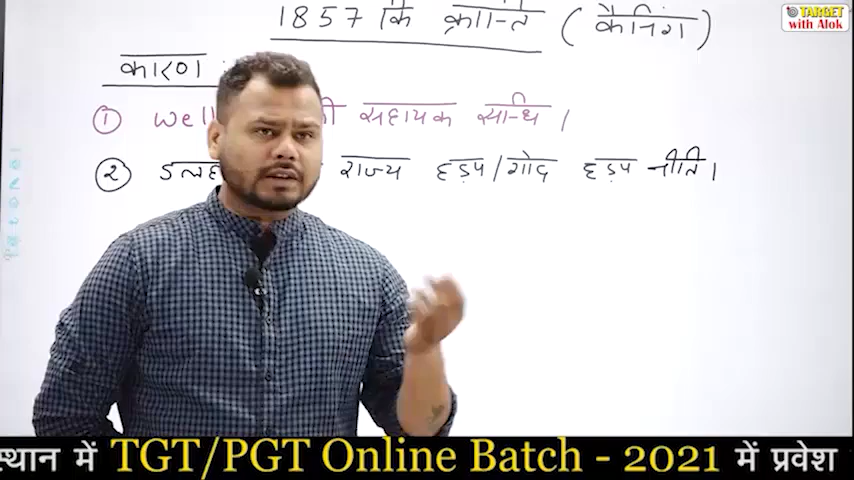 TARGET
with Alok
1857 कि क्रान्ति (कैनिंग)
कारण
① well सहायक सन्धि।
② राज्य हड़प/गोद हड़प नीति।
स्थान में TGT/PGT Online Batch - 2021 में प्रवेश